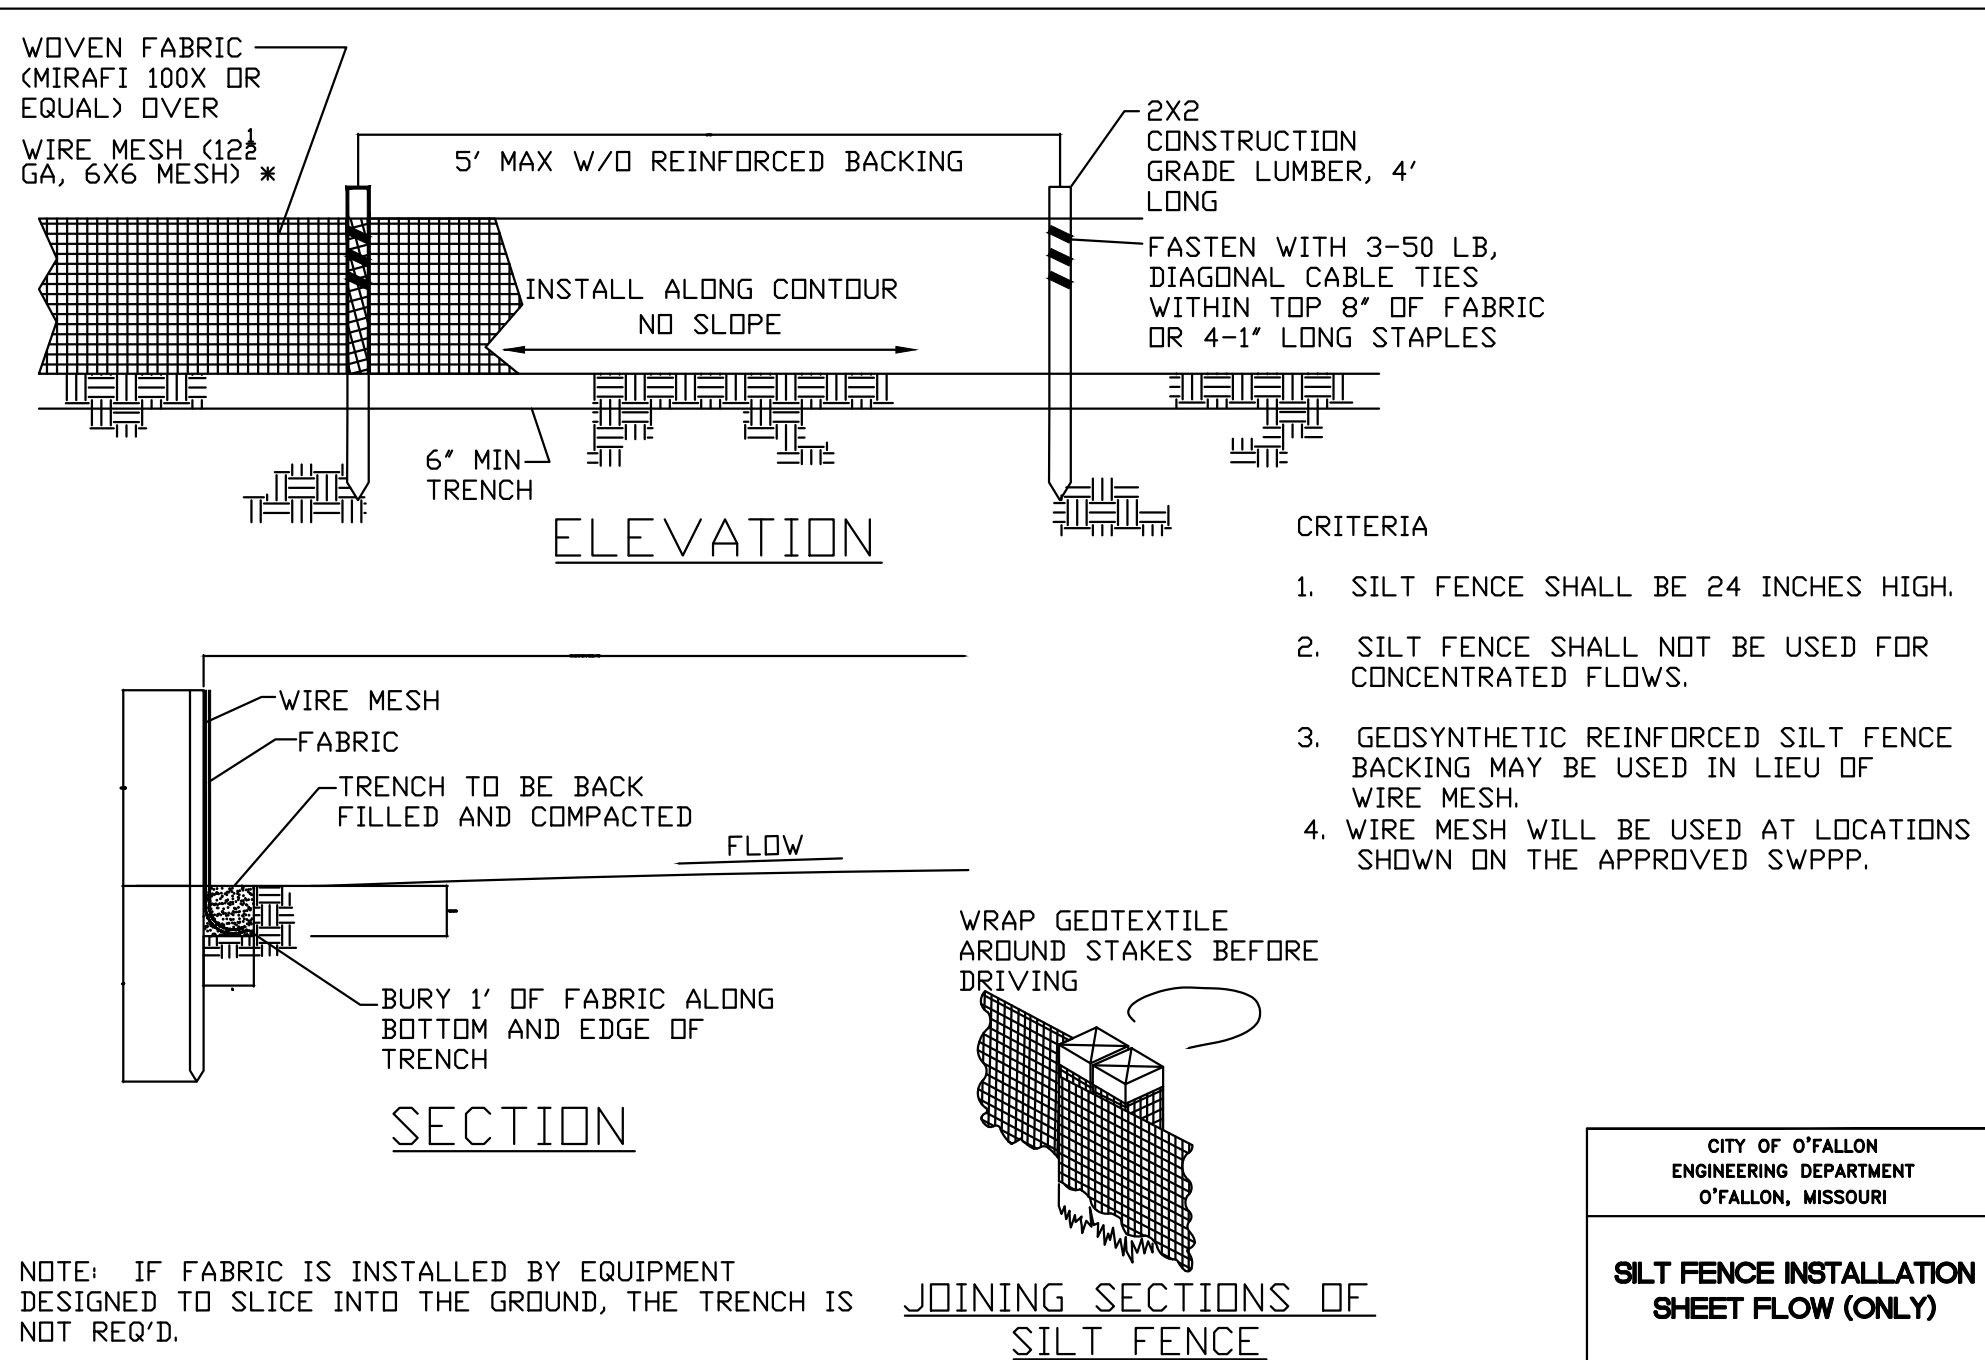 WOVEN FABRIC
(MIRAFI 100X OR
EQUAL) OVER
WIRE MESH (12½
GA, 6X6 MESH) *
5' MAX W/O REINFORCED BACKING
2X2
CONSTRUCTION
GRADE LUMBER, 4'
LONG
FASTEN WITH 3-50 LB,
DIAGONAL CABLE TIES
WITHIN TOP 8" OF FABRIC
OR 4-1" LONG STAPLES
INSTALL ALONG CONTOUR
NO SLOPE
6" MIN
TRENCH
ELEVATION
CRITERIA
1. SILT FENCE SHALL BE 24 INCHES HIGH.
2. SILT FENCE SHALL NOT BE USED FOR
CONCENTRATED FLOWS.
3. GEOSYNTHETIC REINFORCED SILT FENCE
BACKING MAY BE USED IN LIEU OF
WIRE MESH.
4. WIRE MESH WILL BE USED AT LOCATIONS
SHOWN ON THE APPROVED SWPPP.
WIRE MESH
FABRIC
TRENCH TO BE BACK
FILLED AND COMPACTED
FLOW
BURY 1' OF FABRIC ALONG
BOTTOM AND EDGE OF
TRENCH
SECTION
WRAP GEOTEXTILE
AROUND STAKES BEFORE
DRIVING
JOINING SECTIONS OF
SILT FENCE
NOTE: IF FABRIC IS INSTALLED BY EQUIPMENT
DESIGNED TO SLICE INTO THE GROUND, THE TRENCH IS
NOT REQ'D.
CITY OF O'FALLON
ENGINEERING DEPARTMENT
O'FALLON, MISSOURI
SILT FENCE INSTALLATION
SHEET FLOW (ONLY)